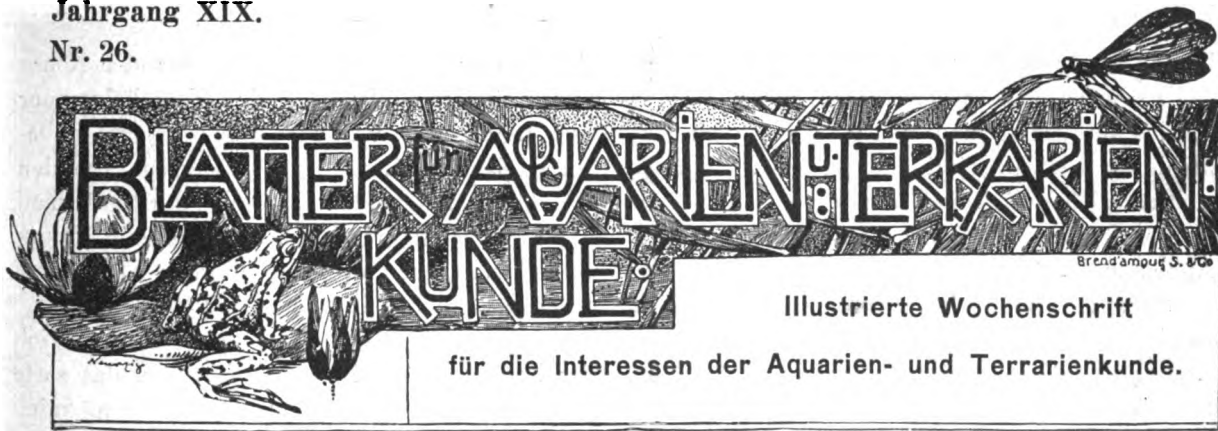 Jahrgang XIX.
Nr. 26.
BLÄTTER für AQUARIEN- U. TERRARIEN-
KUNDE.
Brend'amour, S. & Co
Illustrierte Wochenschrift
für die Interessen der Aquarien- und Terrarienkunde.